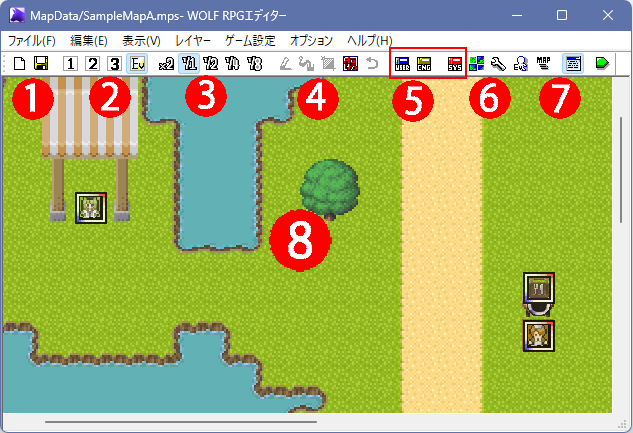 MapData/SampleMapA.mps- WOLF RPGエディター
ファイル(F) 編集(E) 表示(V) レイヤー ゲーム設定 オプション ヘルプ(H)
1 2 3 Ev x2 1/1 1/2 1/4 1/8 USER CMG SYS EVS MAP
1 2 3 4 5 6 7
8